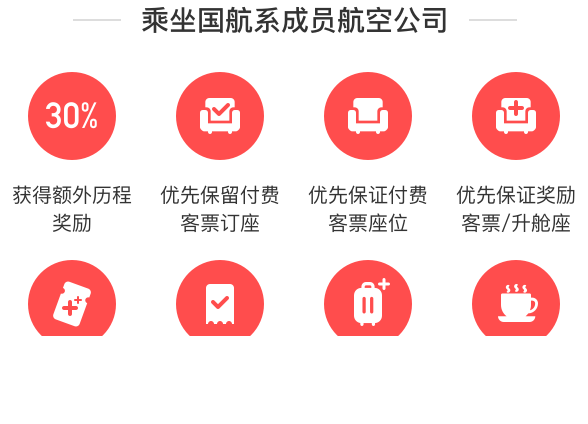 乘坐国航系成员航空公司
30%
获得额外历程
奖励
优先保留付费
客票订座
优先保证付费
客票座位
优先保证奖励
客票/升舱座